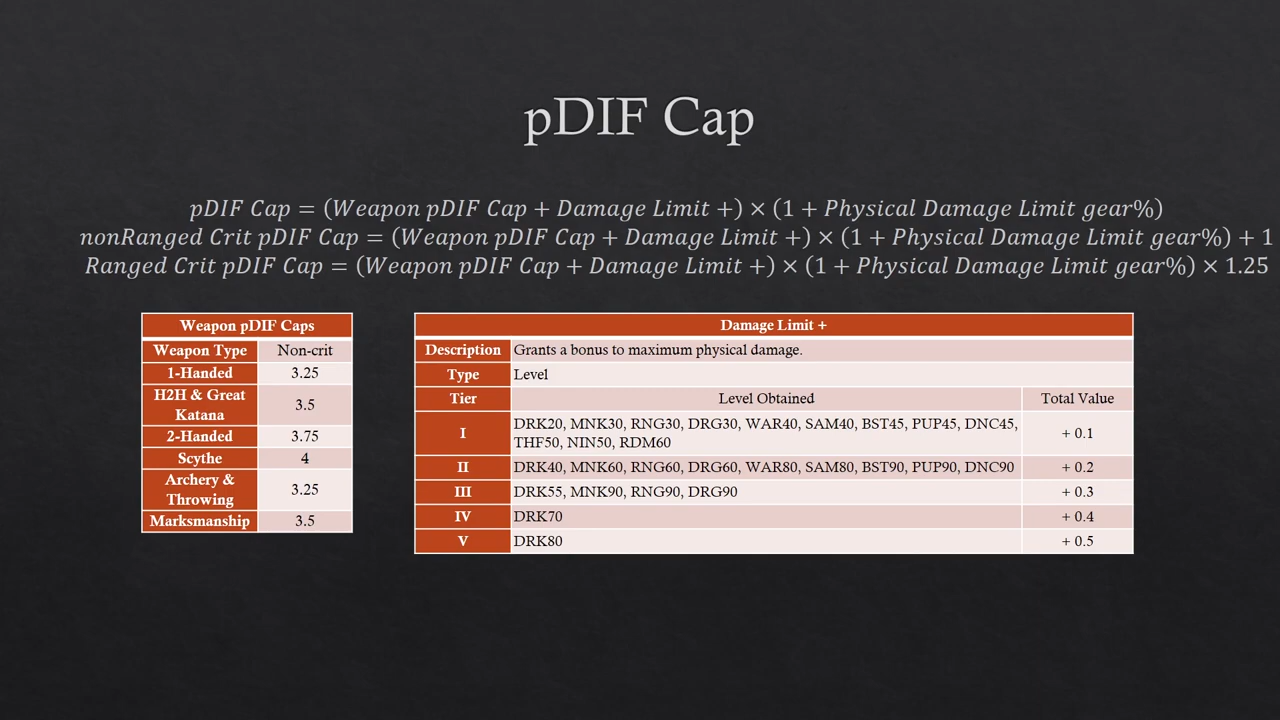 pDIF Cap
pDIF Cap = (Weapon pDIF Cap + Damage Limit +) × (1 + Physical Damage Limit gear%)
nonRanged Crit pDIF Cap = (Weapon pDIF Cap + Damage Limit +) × (1 + Physical Damage Limit gear%) + 1
Ranged Crit pDIF Cap = (Weapon pDIF Cap + Damage Limit +) × (1 + Physical Damage Limit gear%) × 1.25
Weapon pDIF Caps
Weapon Type Non-crit
1-Handed 3.25
H2H & Great
Katana 3.5
2-Handed 3.75
Scythe 4
Archery &
Throwing 3.25
Marksmanship 3.5
Damage Limit +
Description Grants a bonus to maximum physical damage.
Type Level
Tier Level Obtained Total Value
I DRK20, MNK30, RNG30, DRG30, WAR40, SAM40, BST45, PUP45, DNC45,
THF50, NIN50, RDM60 + 0.1
II DRK40, MNK60, RNG60, DRG60, WAR80, SAM80, BST90, PUP90, DNC90 + 0.2
III DRK55, MNK90, RNG90, DRG90 + 0.3
IV DRK70 + 0.4
V DRK80 + 0.5